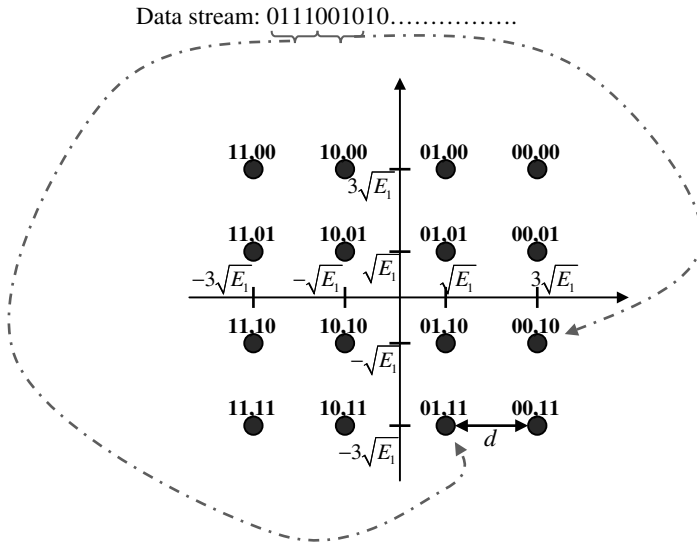 Data stream: 0111001010……………….
11,00 10,00 01,00 00,00
3√E₁
11,01 10,01 01,01 00,01
−3√E₁ −√E₁ √E₁ √E₁ 3√E₁
11,10 10,10 01,10 00,10
−√E₁
11,11 10,11 01,11 00,11
d
−3√E₁